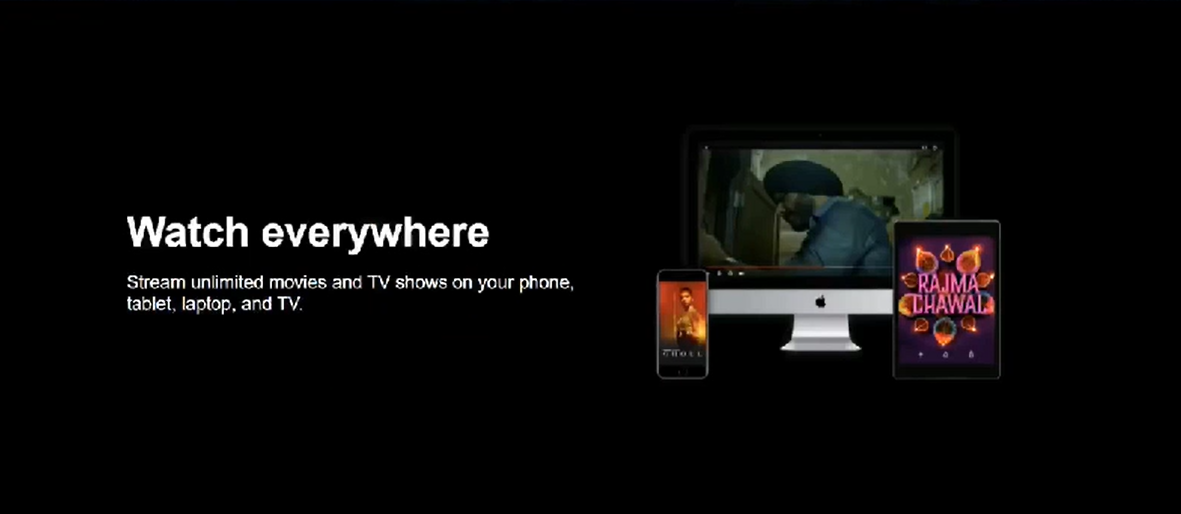 Watch everywhere
Stream unlimited movies and TV shows on your phone,
tablet, laptop, and TV.
RAJMA
CHAWAL
GHOUL